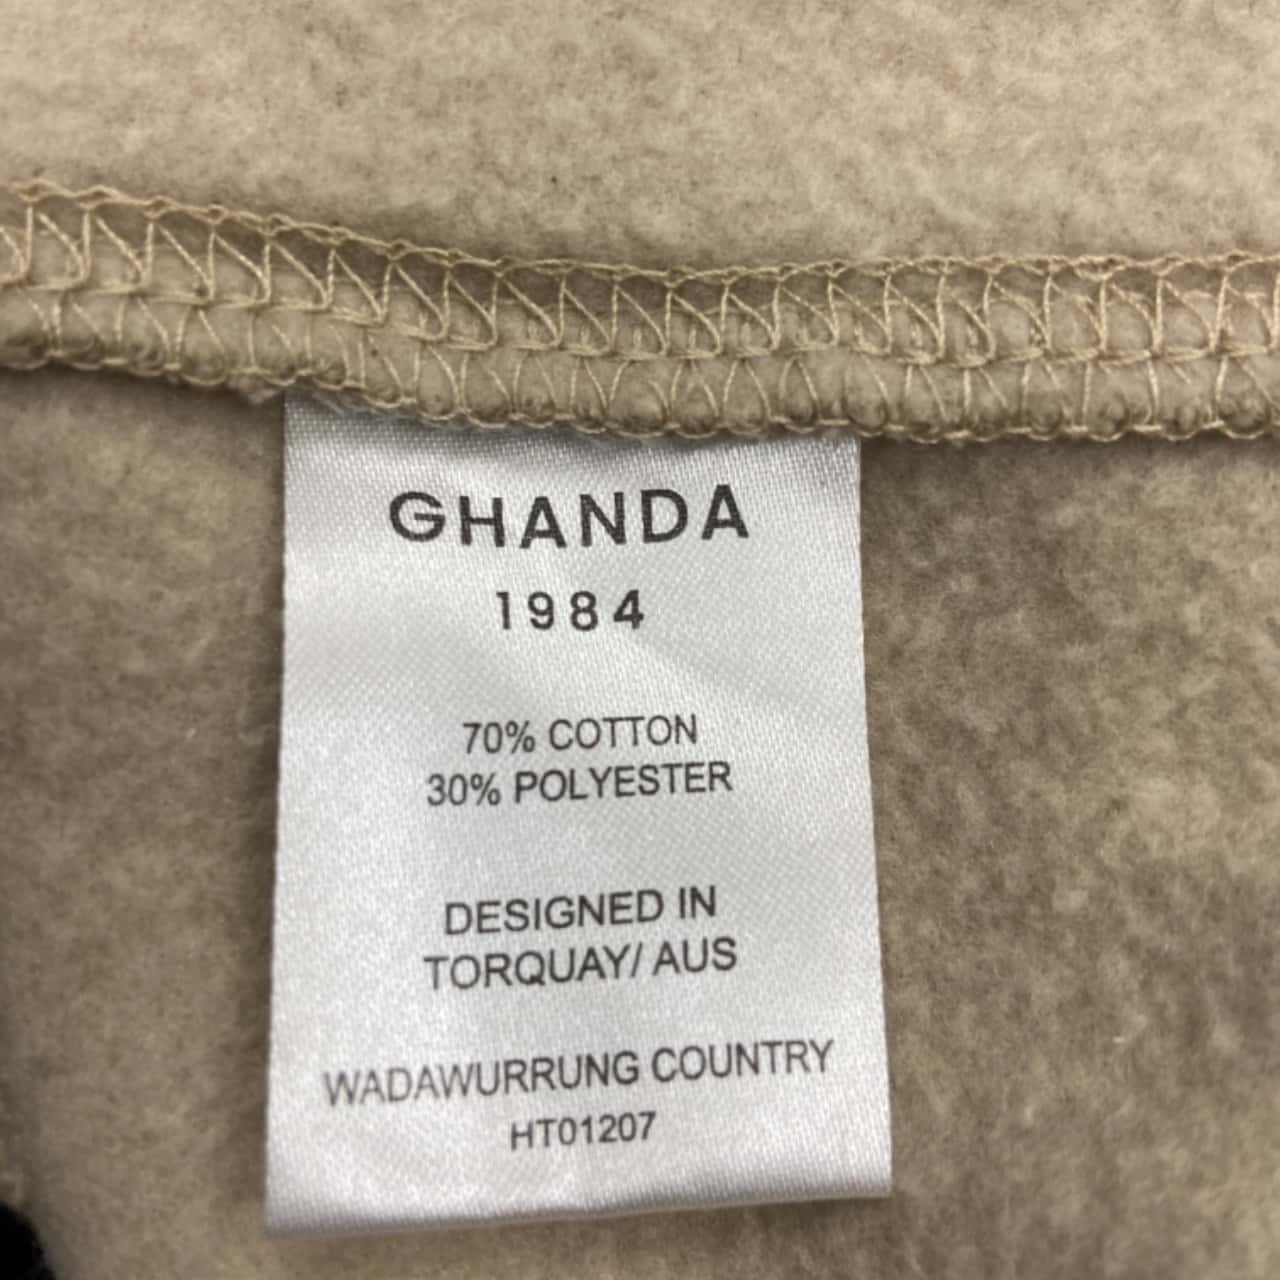 GHANDA
1984
70% COTTON
30% POLYESTER
DESIGNED IN
TORQUAY/ AUS
WADAWURRUNG COUNTRY
HT01207